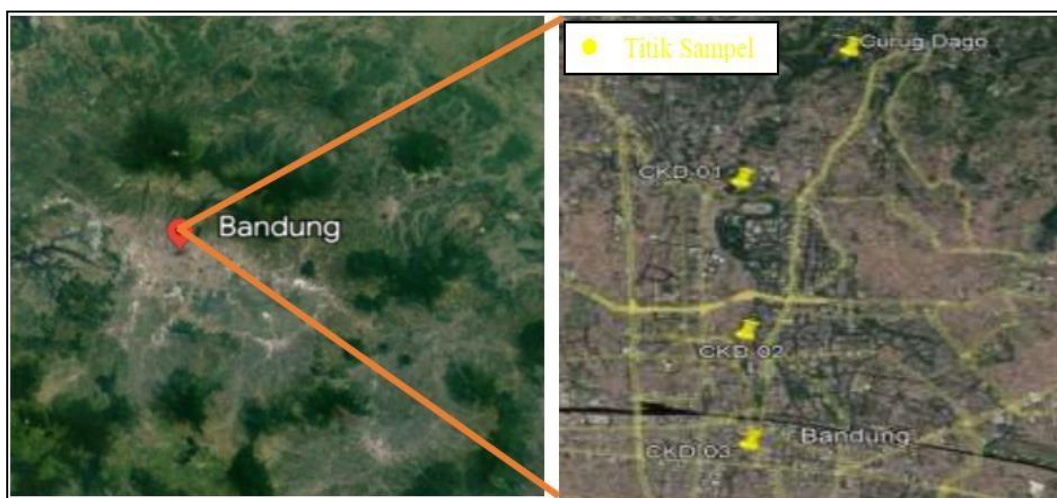 Bandung
Titik Sampel
Curug Dago
CKD 01
CKD 02
CKD 03
Bandung